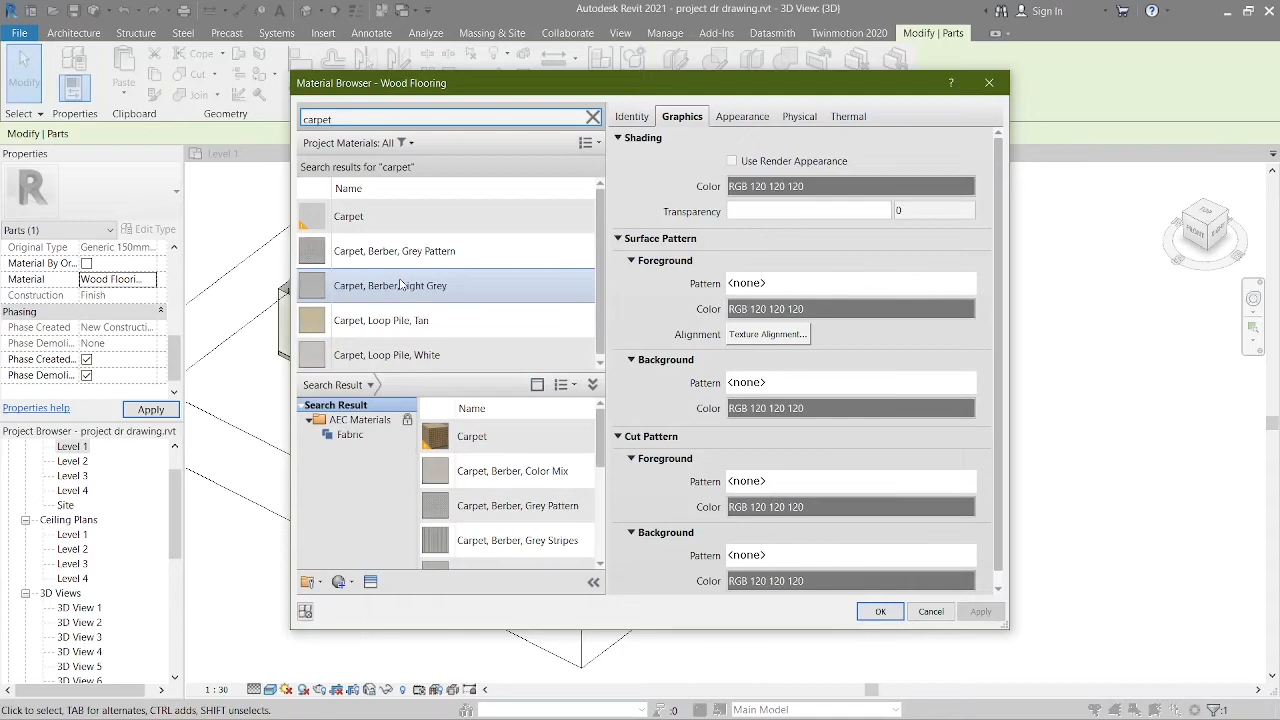 Autodesk Revit 2021 - project dr drawing.rvt - 3D View: {3D}
Sign In
File Architecture Structure Steel Precast Systems Insert Annotate Analyze Massing & Site Collaborate View Manage Add-Ins Datasmith Twinmotion 2020 Modify | Parts
Modify
Paste
Cope
Cut
Join
Select Properties Clipboard Geometry
Modify | Parts
Properties
Level 1
R
Parts (1) Edit Type
Original Type Generic 150mm...
Material By Or...
Material Wood Floori...
Construction Finish
Phasing
Phase Created New Constructi...
Phase Demoli... None
Phase Created...
Phase Demoli...
Properties help Apply
Project Browser - project dr drawing.rvt
Level 1
Level 2
Level 3
Level 4
Site
Ceiling Plans
Level 1
Level 2
Level 3
Level 4
3D Views
3D View 1
3D View 2
3D View 3
3D View 4
3D View 5
3D View 6
Material Browser - Wood Flooring
? 
carpet
Project Materials: All
Search results for "carpet"
Name
Carpet
Carpet, Berber, Grey Pattern
Carpet, Berber, Light Grey
Carpet, Loop Pile, Tan
Carpet, Loop Pile, White
Search Result
Search Result
AEC Materials
Fabric
Name
Carpet
Carpet, Berber, Color Mix
Carpet, Berber, Grey Pattern
Carpet, Berber, Grey Stripes
Identity Graphics Appearance Physical Thermal
Shading
Use Render Appearance
Color RGB 120 120 120
Transparency 0
Surface Pattern
Foreground
Pattern <none>
Color RGB 120 120 120
Alignment Texture Alignment...
Background
Pattern <none>
Color RGB 120 120 120
Cut Pattern
Foreground
Pattern <none>
Color RGB 120 120 120
Background
Pattern <none>
Color RGB 120 120 120
OK Cancel Apply
TOP
FRONT
1 : 30
Click to select, TAB for alternates, CTRL adds, SHIFT unselects.
:0
Main Model
:1